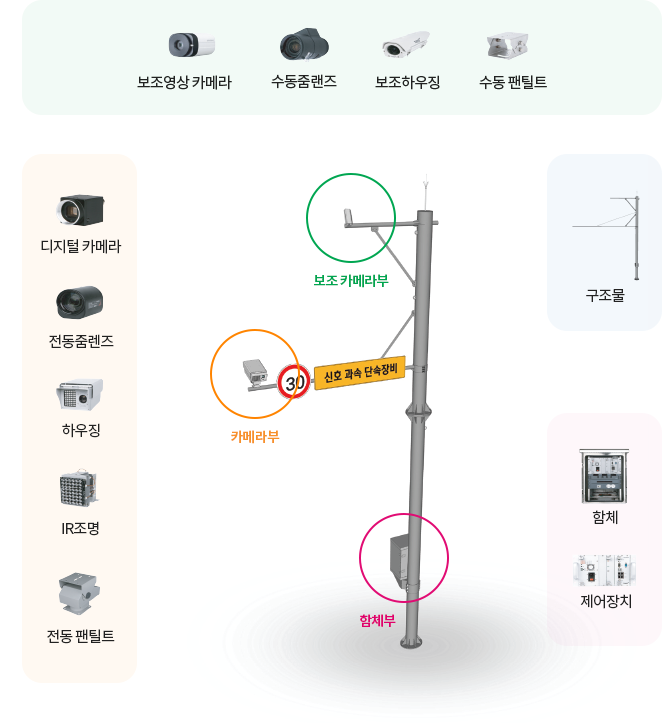 보조영상 카메라
수동줌랜즈
보조하우징
수동 팬틸트
디지털 카메라
전동줌렌즈
하우징
IR조명
전동 팬틸트
보조 카메라부
30
신호 과속 단속장비
카메라부
함체부
구조물
함체
제어장치